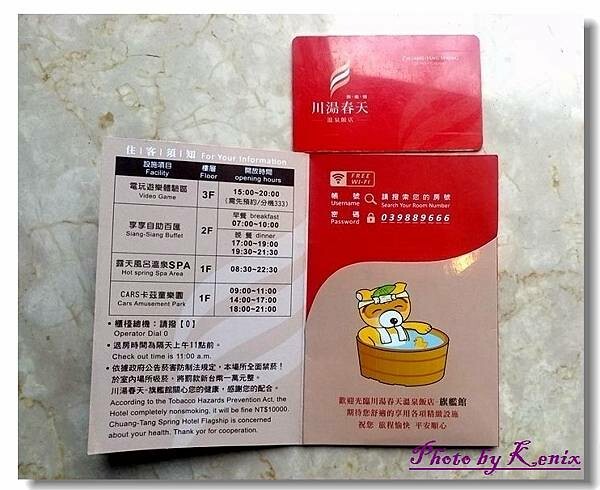 CHUANG-TANG SPRING
旗艦館
川湯春天
溫泉飯店
住|客|須|知 For Your Information
設施項目 Facility 樓層 Floor 開放時間 opening hours
電玩遊樂體驗區 Video Game 3F 15:00~20:00 (需先預約/分機333)
享享自助百匯 Siang-Siang Buffet 2F 早餐 breakfast 07:00~10:00
晚餐 dinner 17:00~19:00 19:30~21:30
露天風呂溫泉SPA Hot spring Spa Area 1F 08:30~22:30
CARS卡茲童樂園 Cars Amusement Park 1F 09:00~11:00 14:00~17:00 18:00~21:00
• 櫃檯總機：請撥【0】
Operator Dial 0
• 退房時間為隔天上午11點前。
Check out time is 11:00 a.m.
• 依據政府公告菸害防制法規定，本場所全面禁菸！
於室內場所吸菸，將罰款新台幣一萬元整。
川湯春天-旗艦館關心您的健康，感謝您的配合。
According to the Tobacco Hazards Prevention Act, the
Hotel completely nonsmoking, it will be fine NT$10000.
Chuang-Tang Spring Hotel Flagship is concerned
about your health. Thank yor for cooperation.
FREE
WI-FI
帳號 Username 請搜索您的房號 Search Your Room Number
密碼 Password 039889666
歡迎光臨川湯春天溫泉飯店-旗艦館
期待您舒適的享用各項精緻設施
祝您 旅程愉快 平安順心
Photo by Kenix